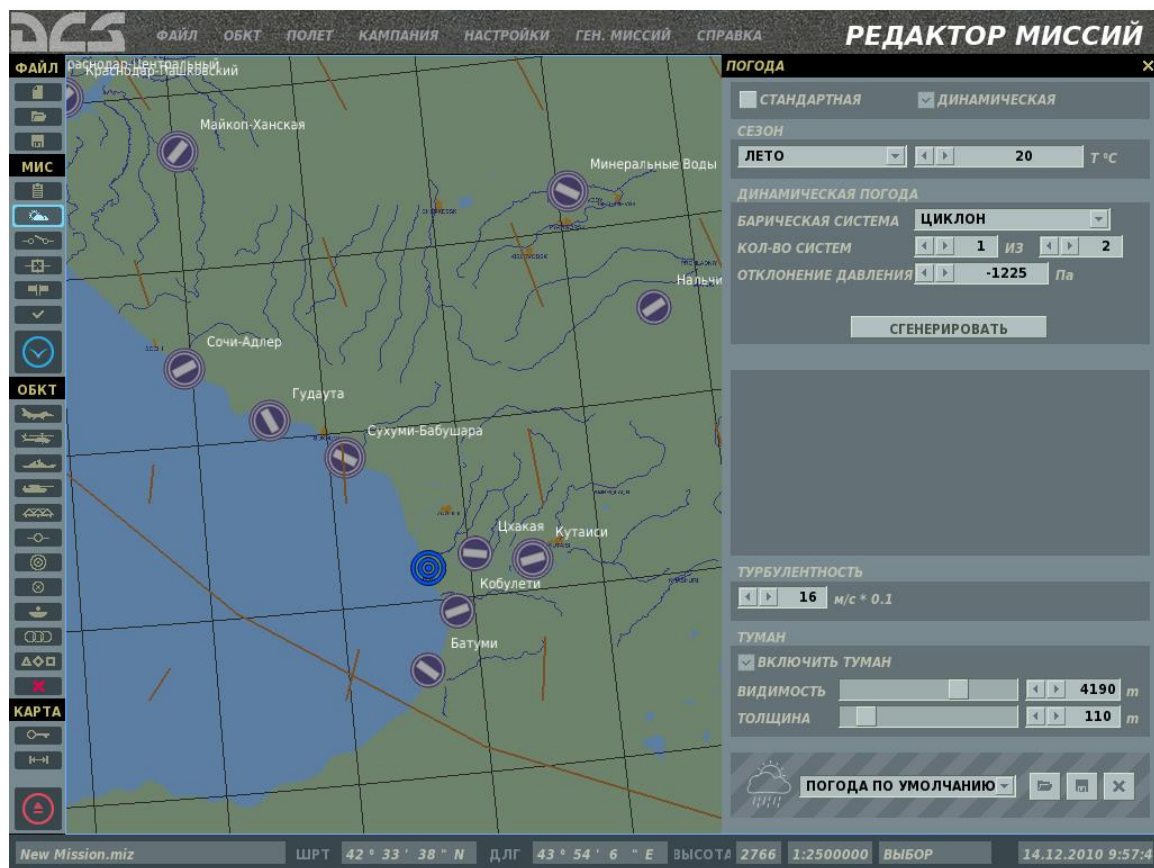 DCS ФАЙЛ ОБКТ ПОЛЕТ КАМПАНИЯ НАСТРОЙКИ ГЕН. МИССИЙ СПРАВКА РЕДАКТОР МИССИЙ
ФАЙЛ
МИС
ОБКТ
КАРТА
Краснодар-Центральный
Краснодар-Пашковский
Майкоп-Ханская
Минеральные Воды
Нальчи
Сочи-Адлер
Гудаута
Сухуми-Бабушара
Цхакая
Кутаиси
Кобулети
Батуми
ПОГОДА
СТАНДАРТНАЯ ДИНАМИЧЕСКАЯ
СЕЗОН
ЛЕТО 20 T °C
ДИНАМИЧЕСКАЯ ПОГОДА
БАРИЧЕСКАЯ СИСТЕМА ЦИКЛОН
КОЛ-ВО СИСТЕМ 1 ИЗ 2
ОТКЛОНЕНИЕ ДАВЛЕНИЯ -1225 Па
СГЕНЕРИРОВАТЬ
ТУРБУЛЕНТНОСТЬ
16 м/с * 0.1
ТУМАН
ВКЛЮЧИТЬ ТУМАН
ВИДИМОСТЬ 4190 m
ТОЛЩИНА 110 m
ПОГОДА ПО УМОЛЧАНИЮ
New Mission.miz ШРТ 42 ° 33 ' 38 " N ДЛГ 43 ° 54 ' 6 " E ВЫСОТА 2766 1:2500000 ВЫБОР 14.12.2010 9:57:4